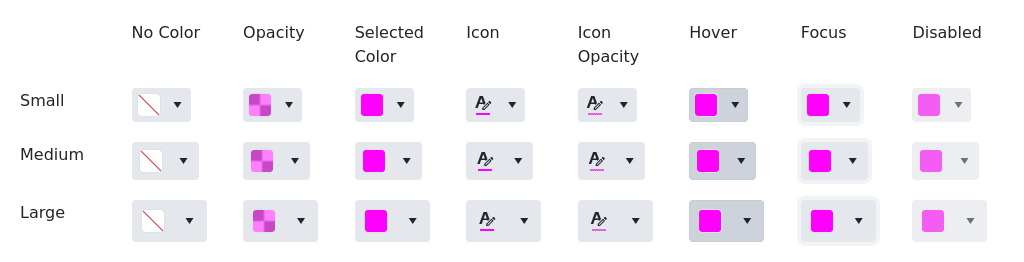 No Color Opacity Selected Color Icon Icon Opacity Hover Focus Disabled
Small A A
Medium A A
Large A A